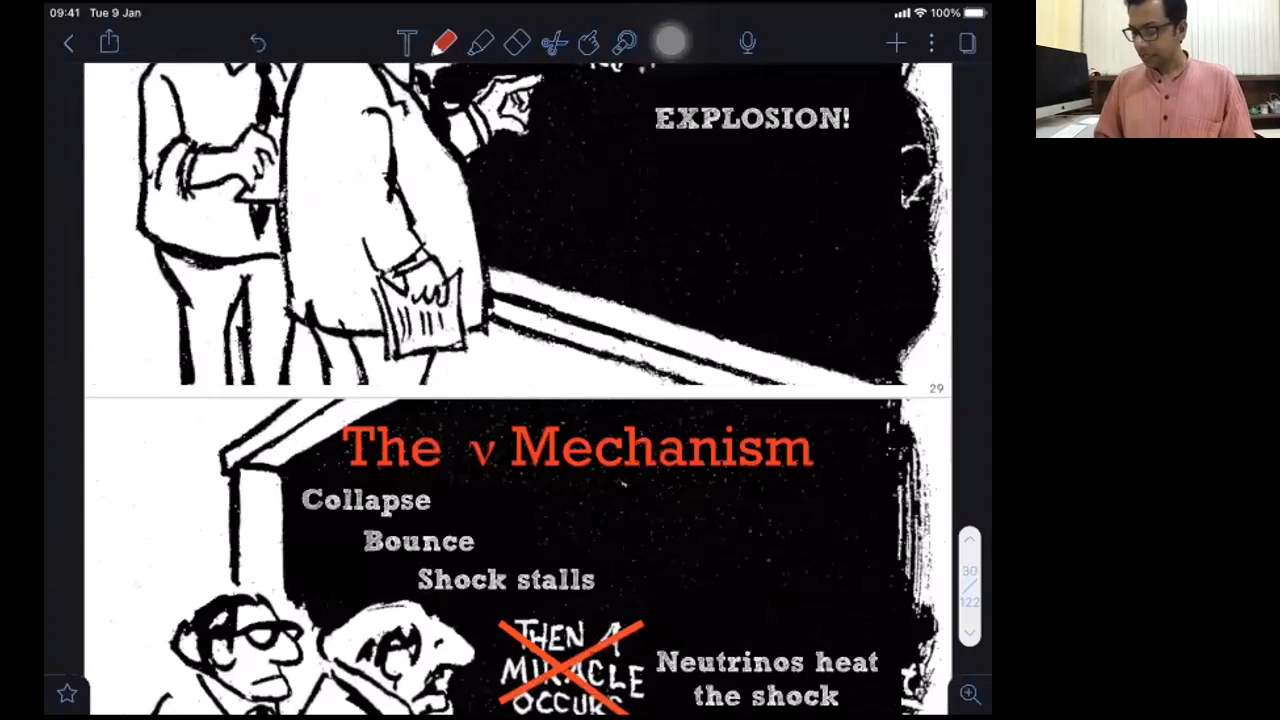 09:41 Tue 9 Jan
100%
EXPLOSION!
29
The ν Mechanism
Collapse
Bounce
Shock stalls
THEN A
MIRACLE
OCCURS
Neutrinos heat
the shock
30
122